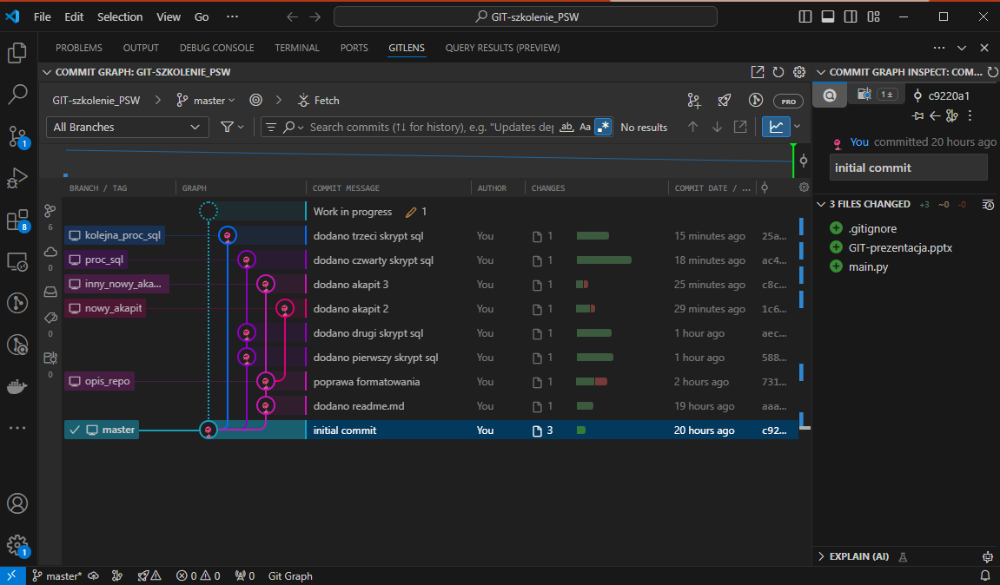 File Edit Selection View Go ··· GIT-szkolenie_PSW
PROBLEMS OUTPUT DEBUG CONSOLE TERMINAL PORTS GITLENS QUERY RESULTS (PREVIEW)
COMMIT GRAPH: GIT-SZKOLENIE_PSW
COMMIT GRAPH INSPECT: COM...
GIT-szkolenie_PSW master Fetch PRO
1± c9220a1
All Branches
Search commits (↑↓ for history), e.g. "Updates dep ab Aa .* No results
You committed 20 hours ago
initial commit
BRANCH / TAG GRAPH COMMIT MESSAGE AUTHOR CHANGES COMMIT DATE / ...
3 FILES CHANGED +3 ~0 -0
.gitignore
GIT-prezentacja.pptx
main.py
Work in progress 1
kolejna_proc_sql dodano trzeci skrypt sql You 1 15 minutes ago 25a...
proc_sql dodano czwarty skrypt sql You 1 18 minutes ago ac4...
inny_nowy_aka... dodano akapit 3 You 1 25 minutes ago c8c...
nowy_akapit dodano akapit 2 You 1 29 minutes ago 1c6...
dodano drugi skrypt sql You 1 1 hour ago aec...
dodano pierwszy skrypt sql You 1 1 hour ago 588...
opis_repo poprawa formatowania You 1 2 hours ago 731...
dodano readme.md You 1 19 hours ago aaa...
master initial commit You 3 20 hours ago c92...
6
0
0
0
1
8
1
EXPLAIN (AI)
master* 0 0 0 Git Graph